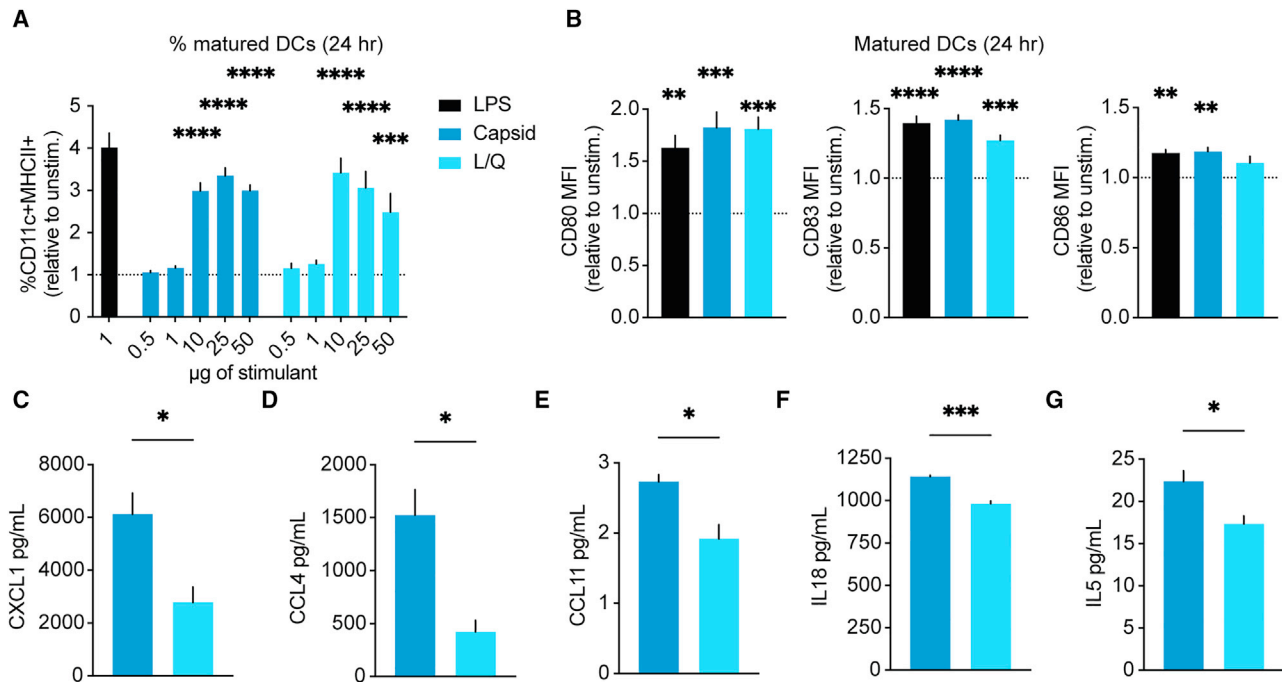 A
% matured DCs (24 hr)
**** ****
**** ****
**** ***
%CD11c+MHCII+
(relative to unstim.)
5
4
3
2
1
0
1 0.5 1 10 25 50 0.5 1 10 25 50
µg of stimulant
LPS
Capsid
L/Q
B
Matured DCs (24 hr)
** *** ***
CD80 MFI
(relative to unstim.)
2.0
1.5
1.0
0.5
0.0
**** **** ***
CD83 MFI
(relative to unstim.)
1.5
1.0
0.5
0.0
** **
CD86 MFI
(relative to unstim.)
1.5
1.0
0.5
0.0
C
*
CXCL1 pg/mL
8000
6000
4000
2000
0
D
*
CCL4 pg/mL
2000
1500
1000
500
0
E
*
CCL11 pg/mL
3
2
1
0
F
***
IL18 pg/mL
1250
1000
750
500
250
0
G
*
IL5 pg/mL
25
20
15
10
5
0